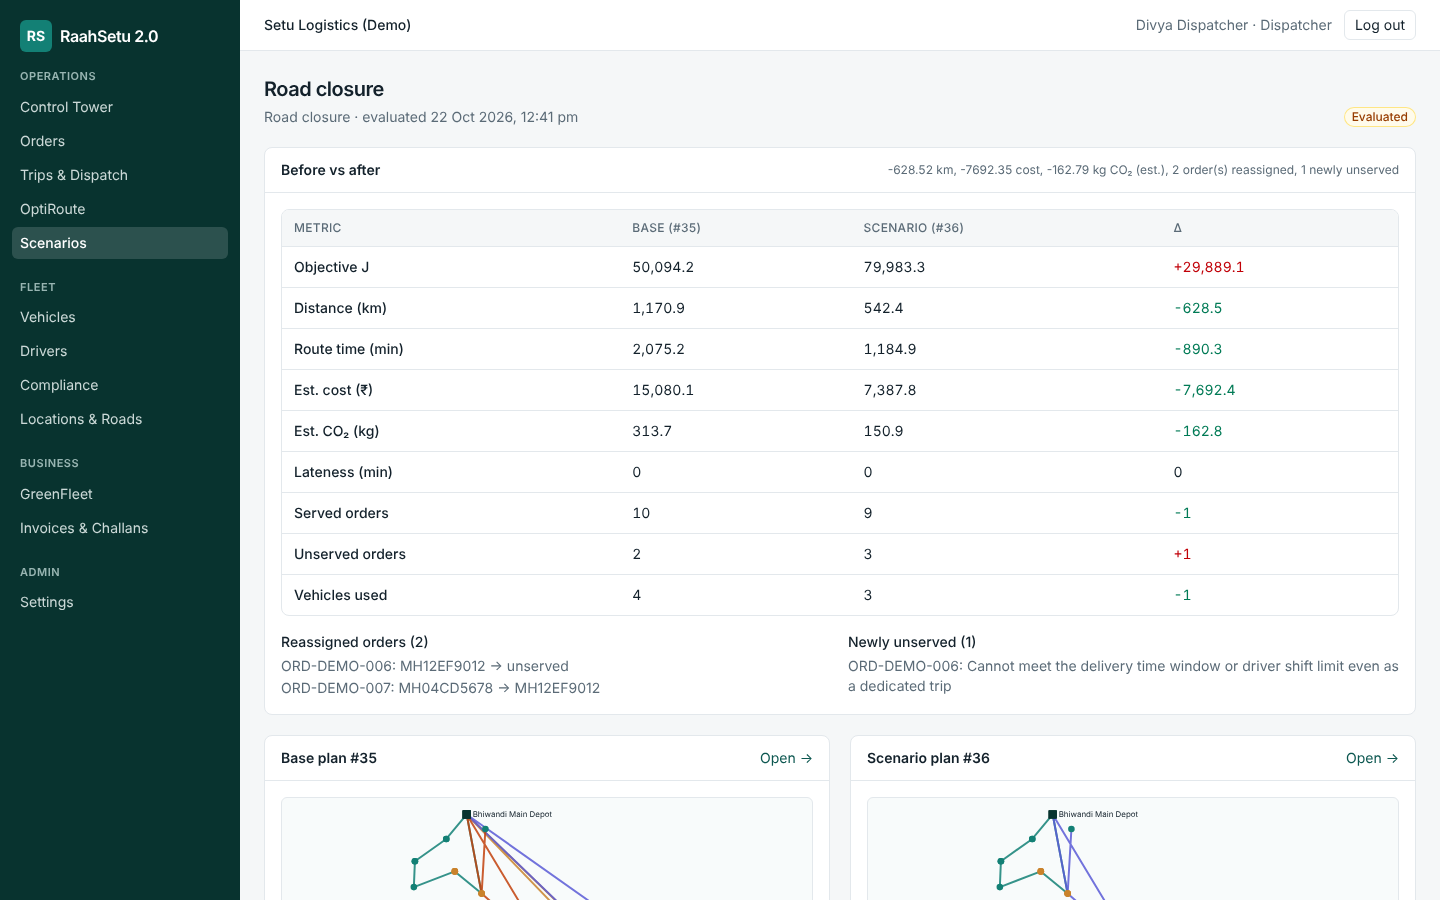 RS RaahSetu 2.0
OPERATIONS
Control Tower
Orders
Trips & Dispatch
OptiRoute
Scenarios
FLEET
Vehicles
Drivers
Compliance
Locations & Roads
BUSINESS
GreenFleet
Invoices & Challans
ADMIN
Settings
Setu Logistics (Demo)
Divya Dispatcher · Dispatcher
Log out
Road closure
Road closure · evaluated 22 Oct 2026, 12:41 pm
Evaluated
Before vs after
-628.52 km, -7692.35 cost, -162.79 kg CO₂ (est.), 2 order(s) reassigned, 1 newly unserved
METRIC BASE (#35) SCENARIO (#36) Δ
Objective J 50,094.2 79,983.3 +29,889.1
Distance (km) 1,170.9 542.4 -628.5
Route time (min) 2,075.2 1,184.9 -890.3
Est. cost (₹) 15,080.1 7,387.8 -7,692.4
Est. CO₂ (kg) 313.7 150.9 -162.8
Lateness (min) 0 0 0
Served orders 10 9 -1
Unserved orders 2 3 +1
Vehicles used 4 3 -1
Reassigned orders (2)
ORD-DEMO-006: MH12EF9012 → unserved
ORD-DEMO-007: MH04CD5678 → MH12EF9012
Newly unserved (1)
ORD-DEMO-006: Cannot meet the delivery time window or driver shift limit even as
a dedicated trip
Base plan #35
Open →
Bhiwandi Main Depot
Scenario plan #36
Open →
Bhiwandi Main Depot